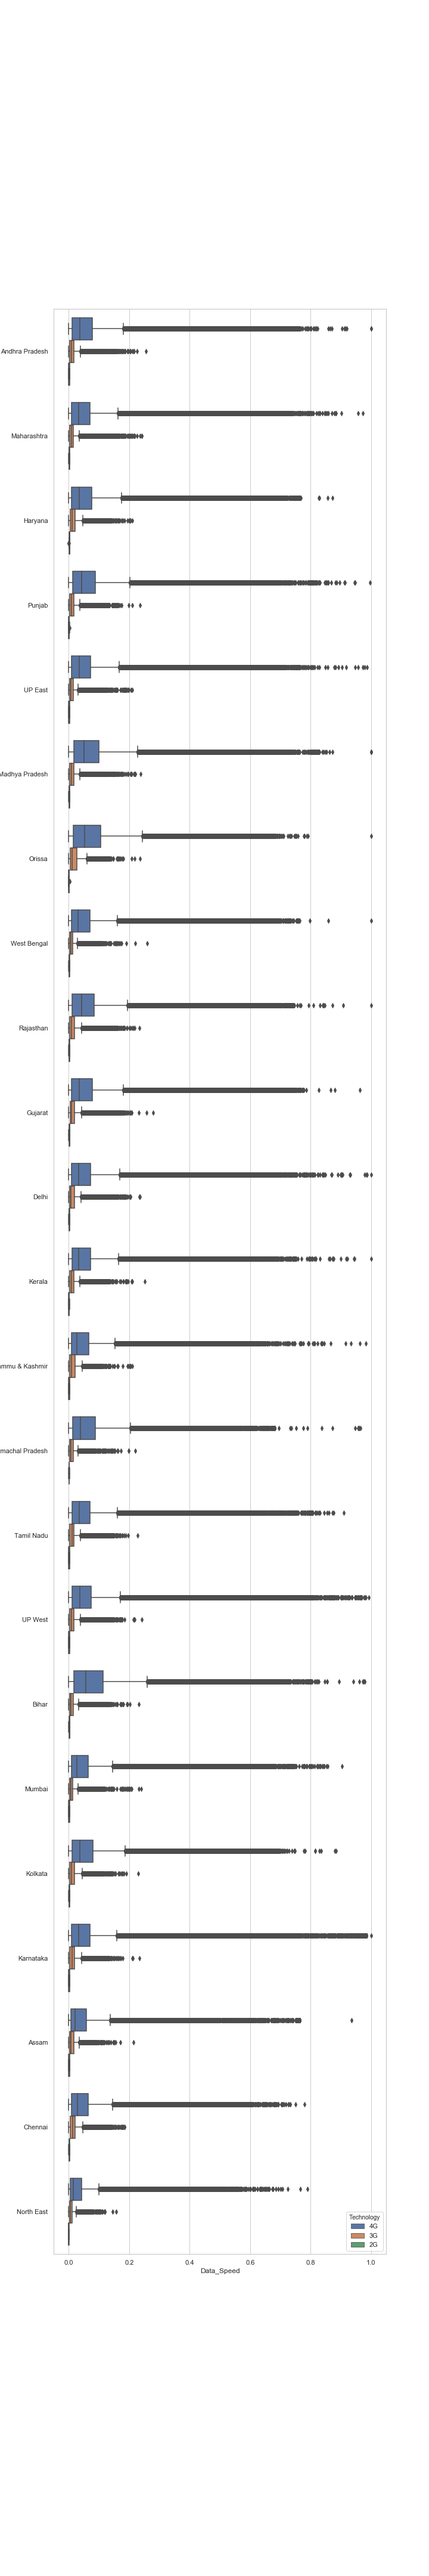 Andhra Pradesh
Maharashtra
Haryana
Punjab
UP East
Madhya Pradesh
Orissa
West Bengal
Rajasthan
Gujarat
Delhi
Kerala
mmu & Kashmir
machal Pradesh
Tamil Nadu
UP West
Bihar
Mumbai
Kolkata
Karnataka
Assam
Chennai
North East
Technology
4G
3G
2G
0.0 0.2 0.4 0.6 0.8 1.0
Data_Speed